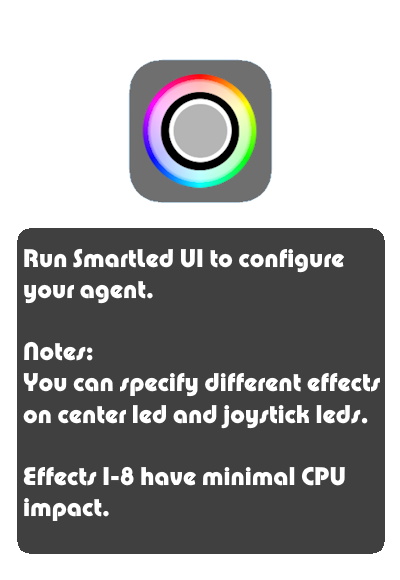 Run SmartLed UI to configure
your agent.
Notes:
You can specify different effects
on center led and joystick leds.
Effects 1-8 have minimal CPU
impact.